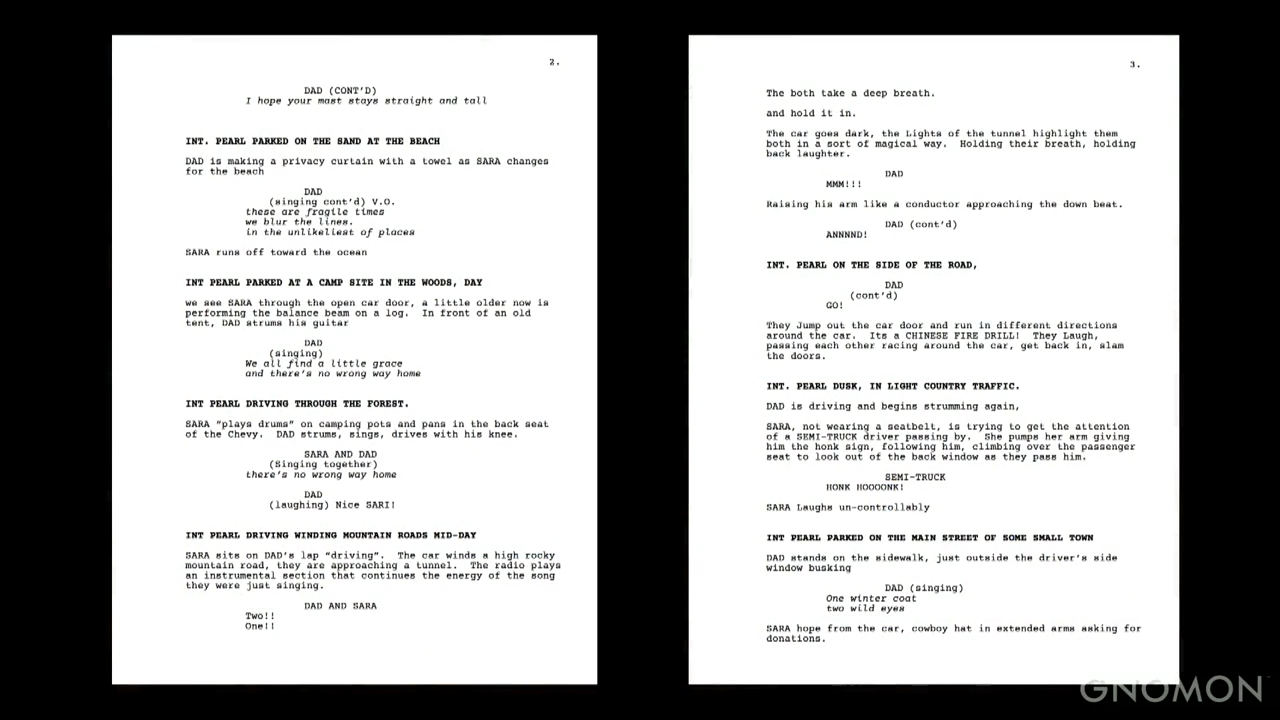 2.
DAD (CONT'D)
I hope your mast stays straight and tall
INT. PEARL PARKED ON THE SAND AT THE BEACH
DAD is making a privacy curtain with a towel as SARA changes
for the beach
DAD
(singing cont'd) V.O.
these are fragile times
we blur the lines.
in the unlikeliest of places
SARA runs off toward the ocean
INT PEARL PARKED AT A CAMP SITE IN THE WOODS, DAY
we see SARA through the open car door, a little older now is
performing the balance beam on a log.  In front of an old
tent, DAD strums his guitar
DAD
(singing)
We all find a little grace
and there's no wrong way home
INT PEARL DRIVING THROUGH THE FOREST.
SARA "plays drums" on camping pots and pans in the back seat
of the Chevy.  DAD strums, sings, drives with his knee.
SARA AND DAD
(Singing together)
there's no wrong way home
DAD
(laughing) Nice SARI!
INT PEARL DRIVING WINDING MOUNTAIN ROADS MID-DAY
SARA sits on DAD's lap "driving".  The car winds a high rocky
mountain road, they are approaching a tunnel.  The radio plays
an instrumental section that continues the energy of the song
they were just singing.
DAD AND SARA
Two!!
One!!
3.
The both take a deep breath.
and hold it in.
The car goes dark, the Lights of the tunnel highlight them
both in a sort of magical way.  Holding their breath, holding
back laughter.
DAD
MMM!!!
Raising his arm like a conductor approaching the down beat.
DAD (cont'd)
ANNNND!
INT. PEARL ON THE SIDE OF THE ROAD,
DAD
(cont'd)
GO!
They Jump out the car door and run in different directions
around the car.  Its a CHINESE FIRE DRILL!  They Laugh,
passing each other racing around the car, get back in, slam
the doors.
INT. PEARL DUSK, IN LIGHT COUNTRY TRAFFIC.
DAD is driving and begins strumming again,
SARA, not wearing a seatbelt, is trying to get the attention
of a SEMI-TRUCK driver passing by.  She pumps her arm giving
him the honk sign, following him, climbing over the passenger
seat to look out of the back window as they pass him.
SEMI-TRUCK
HONK HOOOONK!
SARA Laughs un-controllably
INT PEARL PARKED ON THE MAIN STREET OF SOME SMALL TOWN
DAD stands on the sidewalk, just outside the driver's side
window busking
DAD (singing)
One winter coat
two wild eyes
SARA hope from the car, cowboy hat in extended arms asking for
donations.
GNOMON